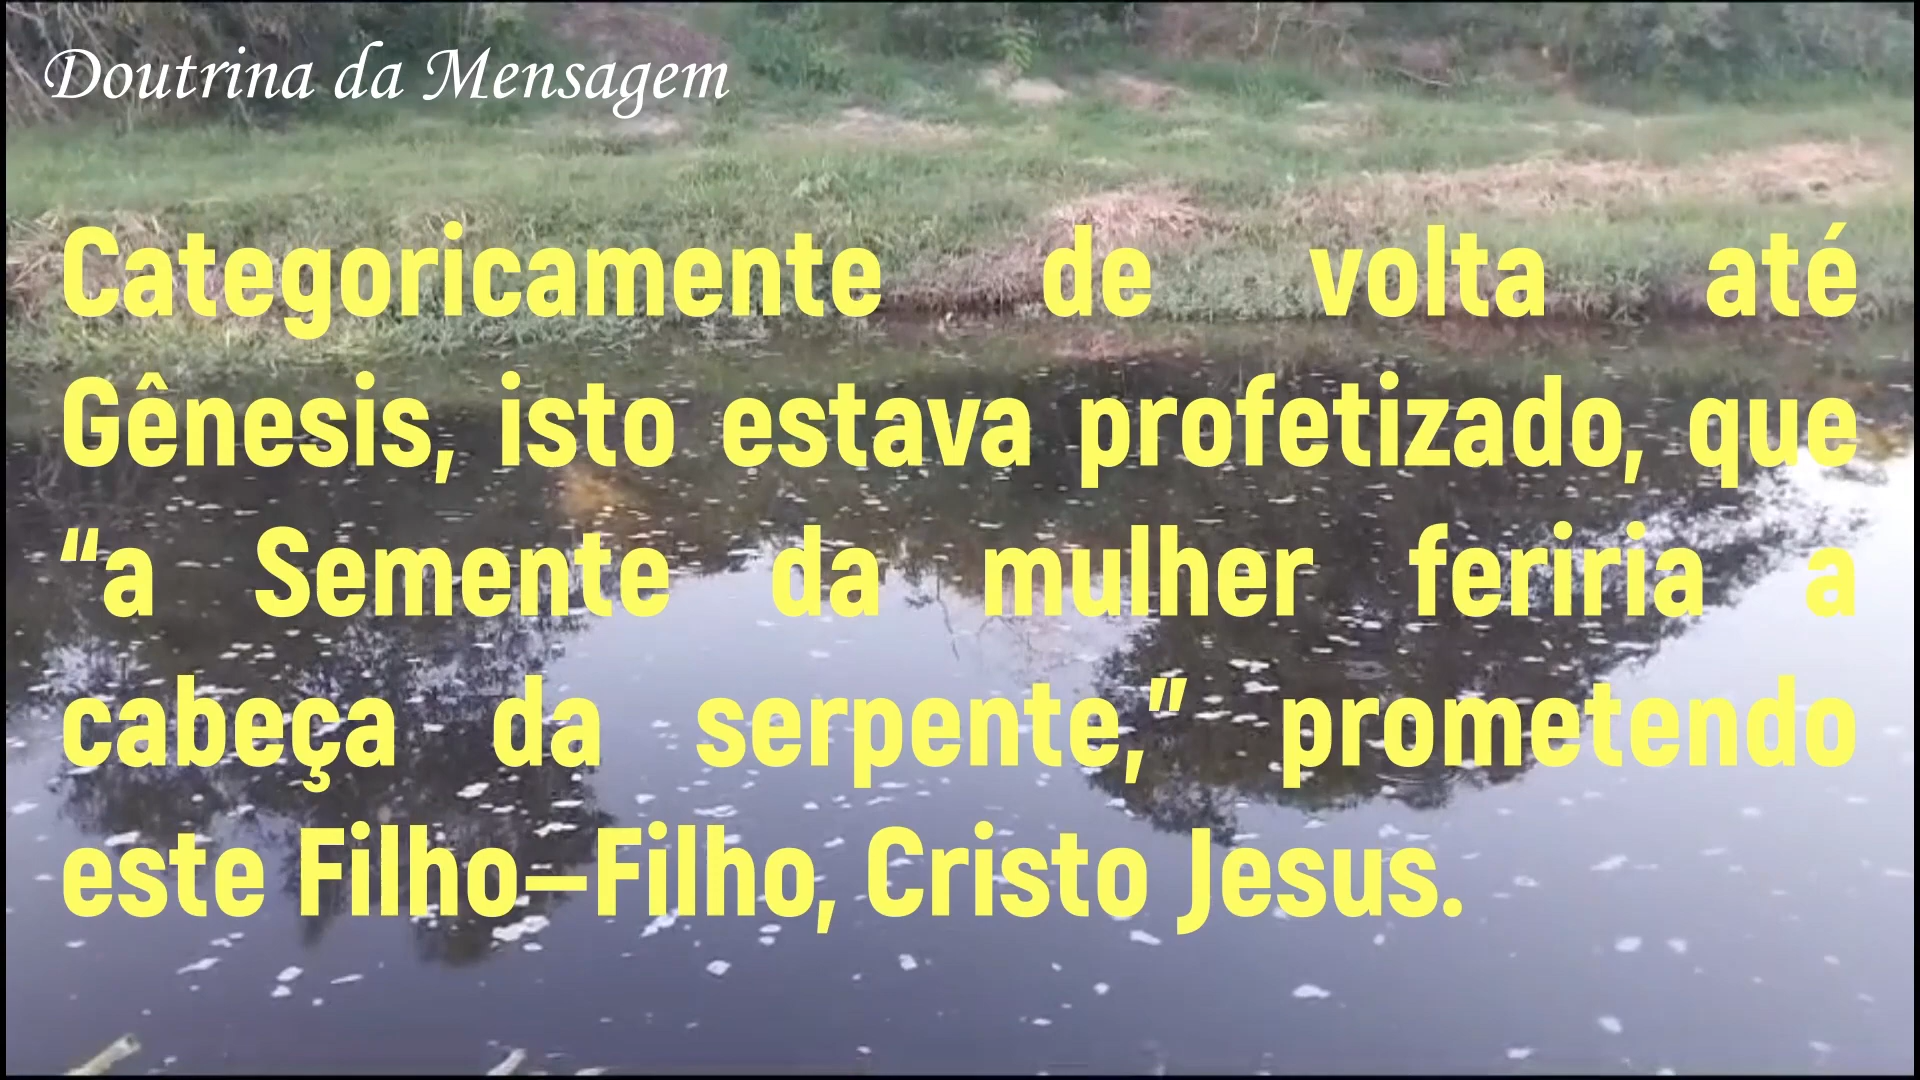 Doutrina da Mensagem
Categoricamente de volta até
Gênesis, isto estava profetizado, que
“a Semente da mulher feriria a
cabeça da serpente,” prometendo
este Filho—Filho, Cristo Jesus.